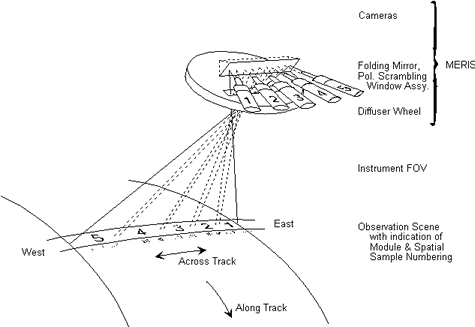 Cameras
Folding Mirror,
Pol. Scrambling
Window Assy.
MERIS
Diffuser Wheel
1 2 3 4 5
Instrument FOV
5 4 3 2 1
East
West
Observation Scene
with indication of
Module & Spatial
Sample Numbering
Across Track
Along Track